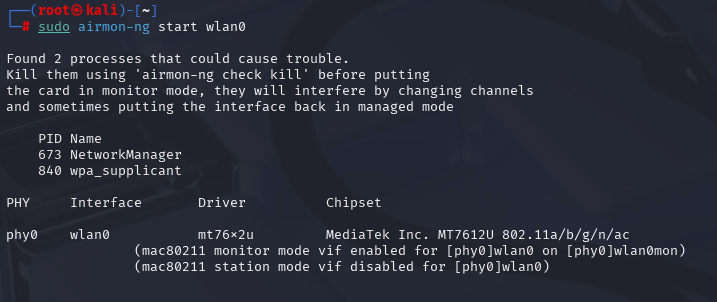 ┌──(root㉿kali)-[~]
└─# sudo airmon-ng start wlan0
Found 2 processes that could cause trouble.
Kill them using 'airmon-ng check kill' before putting
the card in monitor mode, they will interfere by changing channels
and sometimes putting the interface back in managed mode
PID Name
673 NetworkManager
840 wpa_supplicant
PHY Interface Driver Chipset
phy0 wlan0 mt76×2u MediaTek Inc. MT7612U 802.11a/b/g/n/ac
(mac80211 monitor mode vif enabled for [phy0]wlan0 on [phy0]wlan0mon)
(mac80211 station mode vif disabled for [phy0]wlan0)